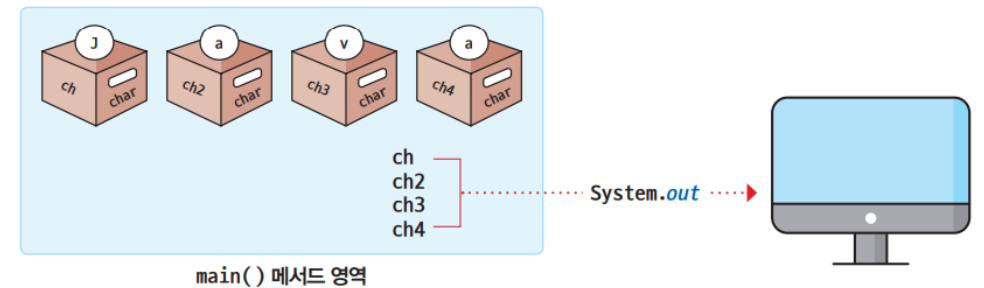 J
a
v
a
ch
char
ch2
char
ch3
char
ch4
char
ch
ch2
ch3
ch4
System.out
main() 메서드 영역